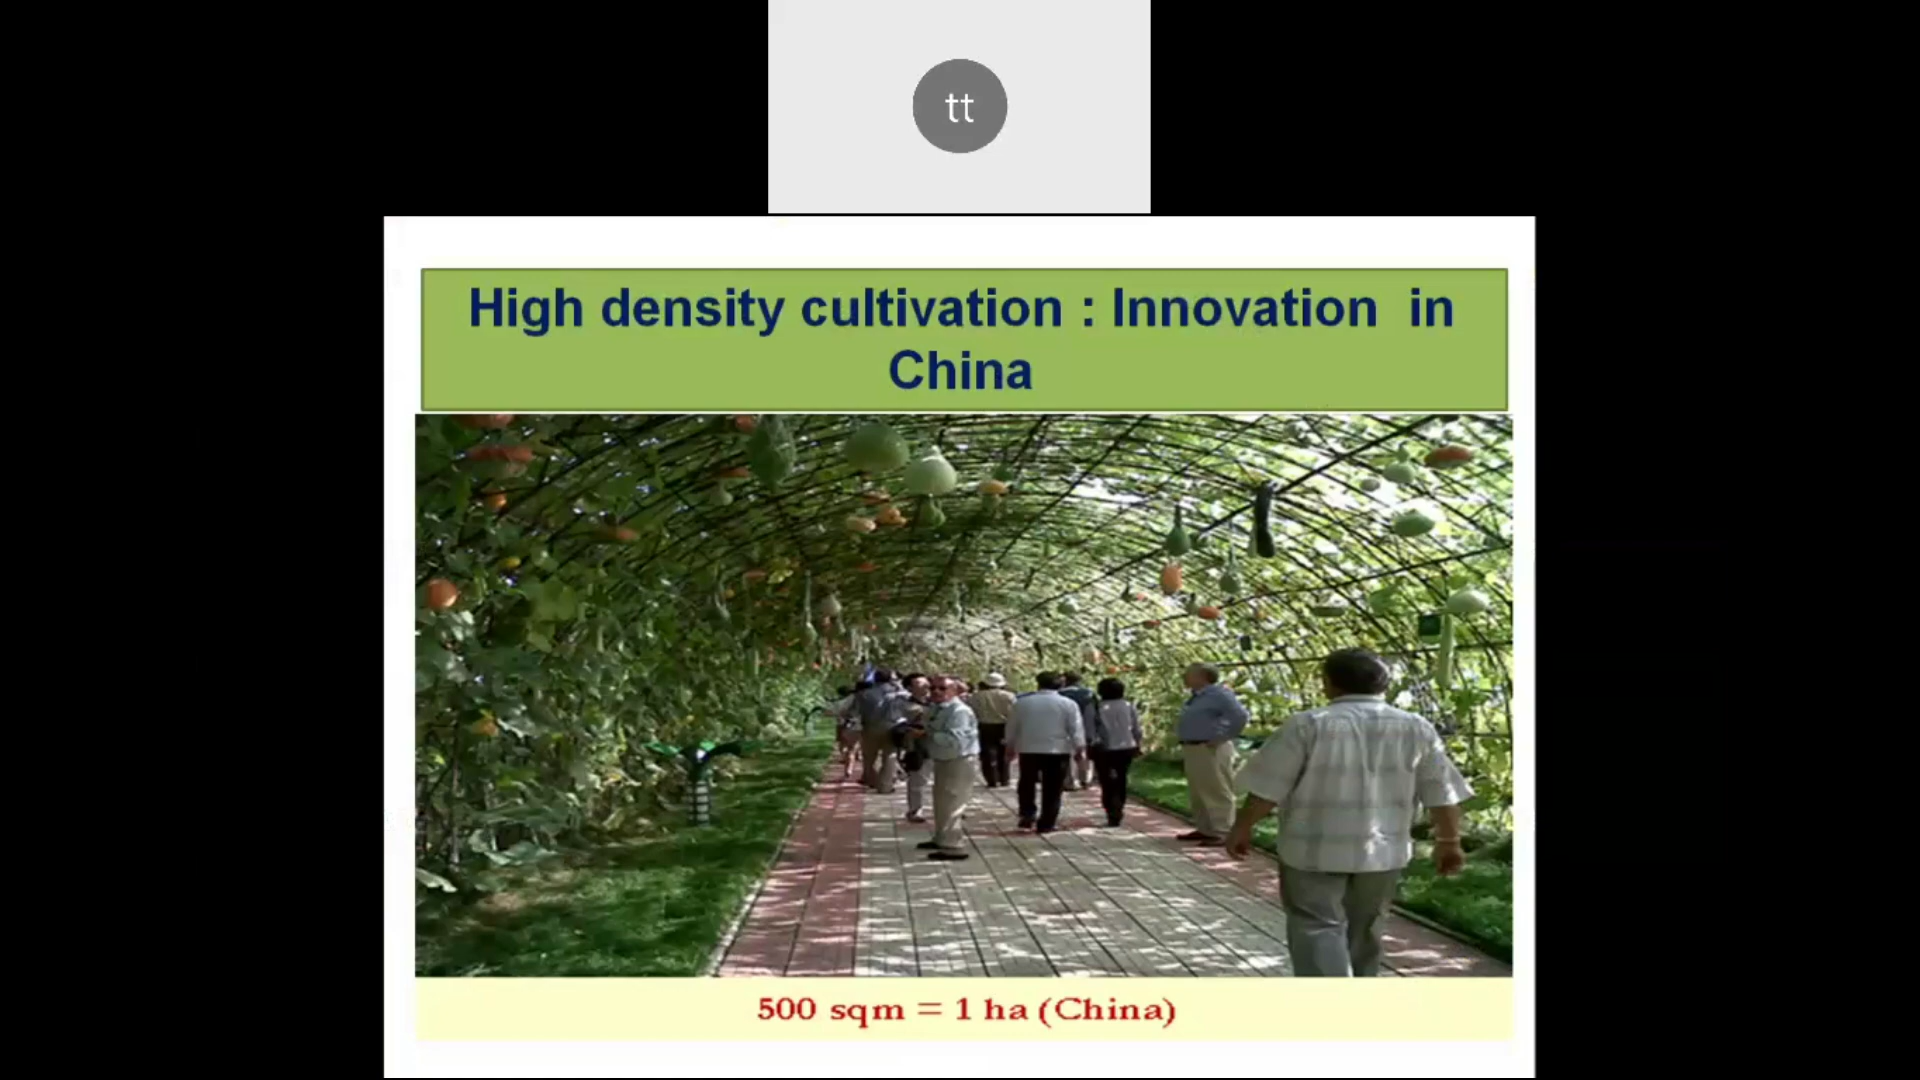 tt
High density cultivation : Innovation in
China
500 sqm = 1 ha (China)